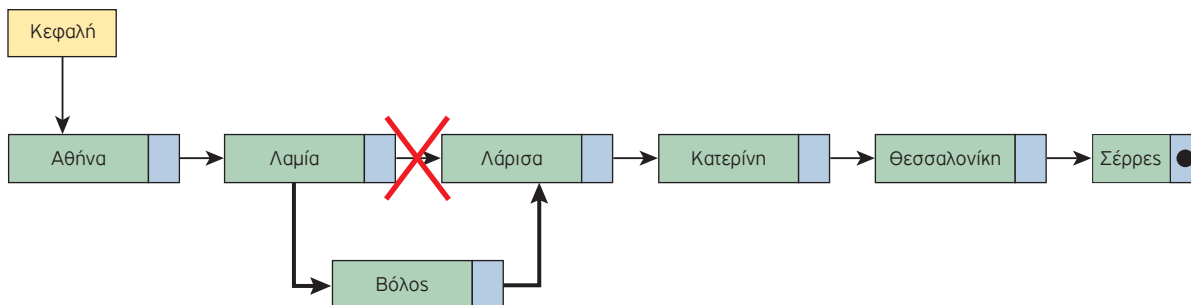 Κεφαλή
Αθήνα
Λαμία
Λάρισα
Κατερίνη
Θεσσαλονίκη
Σέρρες
Βόλος